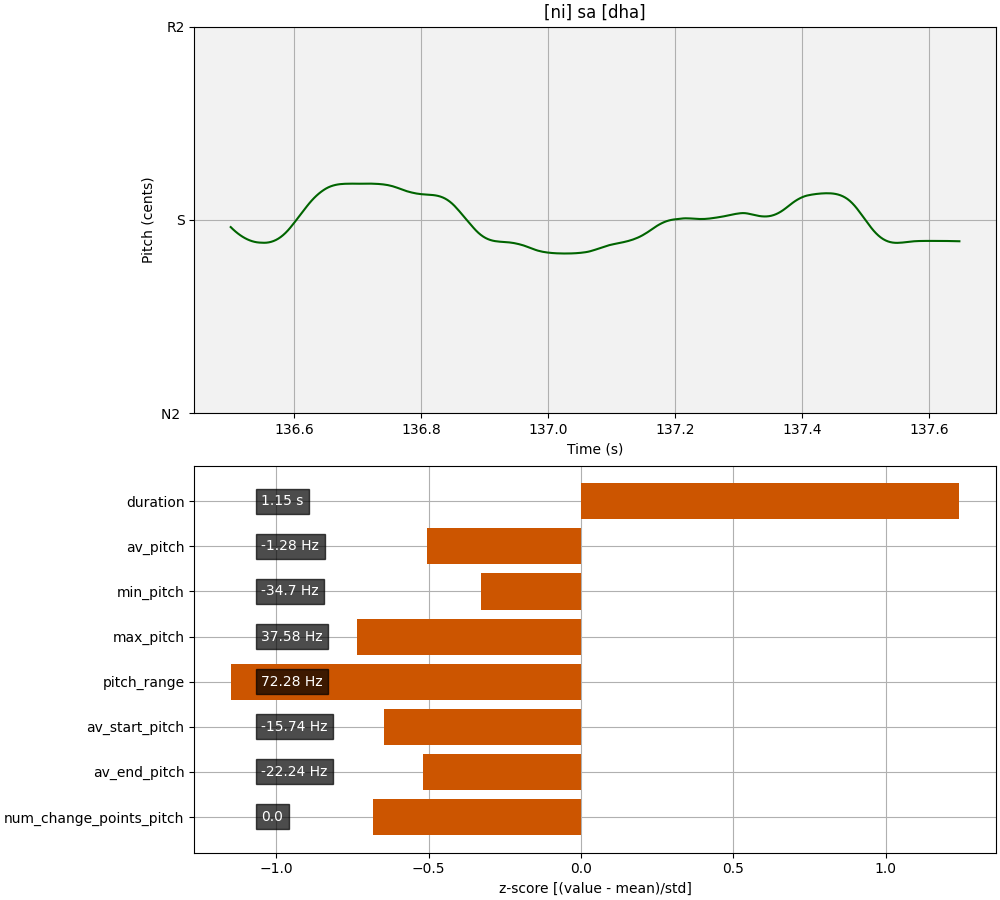 [ni] sa [dha]
R2
S
N2
Pitch (cents)
136.6 136.8 137.0 137.2 137.4 137.6
Time (s)
duration 1.15 s
av_pitch -1.28 Hz
min_pitch -34.7 Hz
max_pitch 37.58 Hz
pitch_range 72.28 Hz
av_start_pitch -15.74 Hz
av_end_pitch -22.24 Hz
num_change_points_pitch 0.0
−1.0 −0.5 0.0 0.5 1.0
z-score [(value - mean)/std]